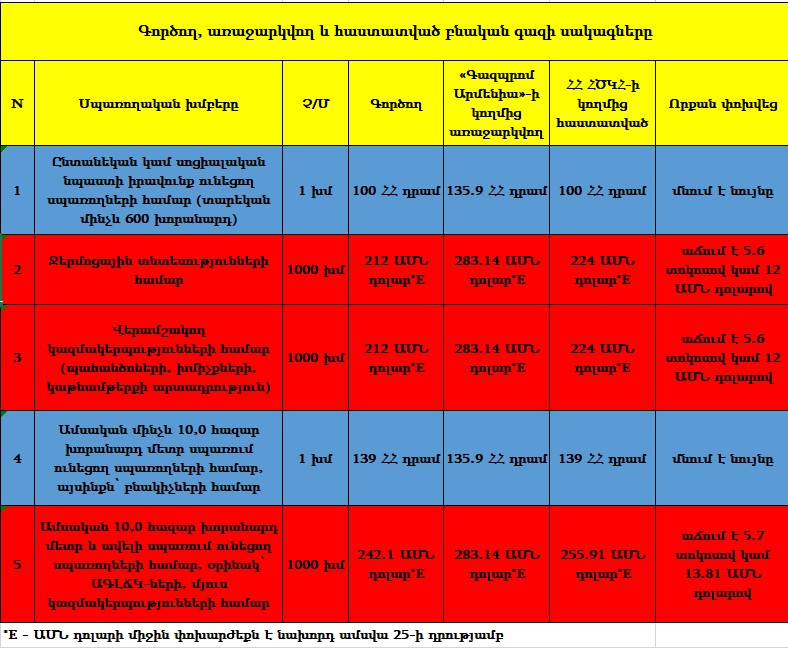 Գործող, առաջարկվող և հաստատված բնական գազի սակագները
N
Սպառողական խմբերը
Չ/Մ
Գործող
«Գազպրոմ
Արմենիա»-ի
կողմից
առաջարկվող
ՀՀ ՀԾԿՀ-ի
կողմից
հաստատված
Որքան փոխվեց
1
Ընտանեկան կամ սոցիալական
նպաստի իրավունք ունեցող
սպառողների համար (տարեկան
մինչև 600 խորանարդ)
1 խմ
100 ՀՀ դրամ
135.9 ՀՀ դրամ
100 ՀՀ դրամ
մնում է նույնը
2
Ջերմոցային տնտեսությունների
համար
1000 խմ
212 ԱՄՆ
դոլար*E
283.14 ԱՄՆ
դոլար*E
224 ԱՄՆ
դոլար*E
աճում է 5.6
տոկոսով կամ 12
ԱՄՆ դոլարով
3
Վերամշակող
կազմակերպությունների համար
(պահանծոների, խմիչքների,
կաթնամթերքի արտադրություն)
1000 խմ
212 ԱՄՆ
դոլար*E
283.14 ԱՄՆ
դոլար*E
224 ԱՄՆ
դոլար*E
աճում է 5.6
տոկոսով կամ 12
ԱՄՆ դոլարով
4
Ամսական մինչև 10,0 հազար
խորանարդ մետր սպառում
ունեցող սպառողների համար,
այսինքն՝ բնակիչների համար
1 խմ
139 ՀՀ դրամ
135.9 ՀՀ դրամ
139 ՀՀ դրամ
մնում է նույնը
5
Ամսական 10,0 հազար խորանարդ
մետր և ավելի սպառում ունեցող
սպառողների համար, օրինակ՝
ԱԳԼՃԿ-ների, մյուս
կազմակերպությունների համար
1000 խմ
242.1 ԱՄՆ
դոլար*E
283.14 ԱՄՆ
դոլար*E
255.91 ԱՄՆ
դոլար*E
աճում է 5.7
տոկոսով կամ
13.81 ԱՄՆ
դոլարով
*E - ԱՄՆ դոլարի միջին փոխարժեքն է նախորդ ամսվա 25-ի դրությամբ